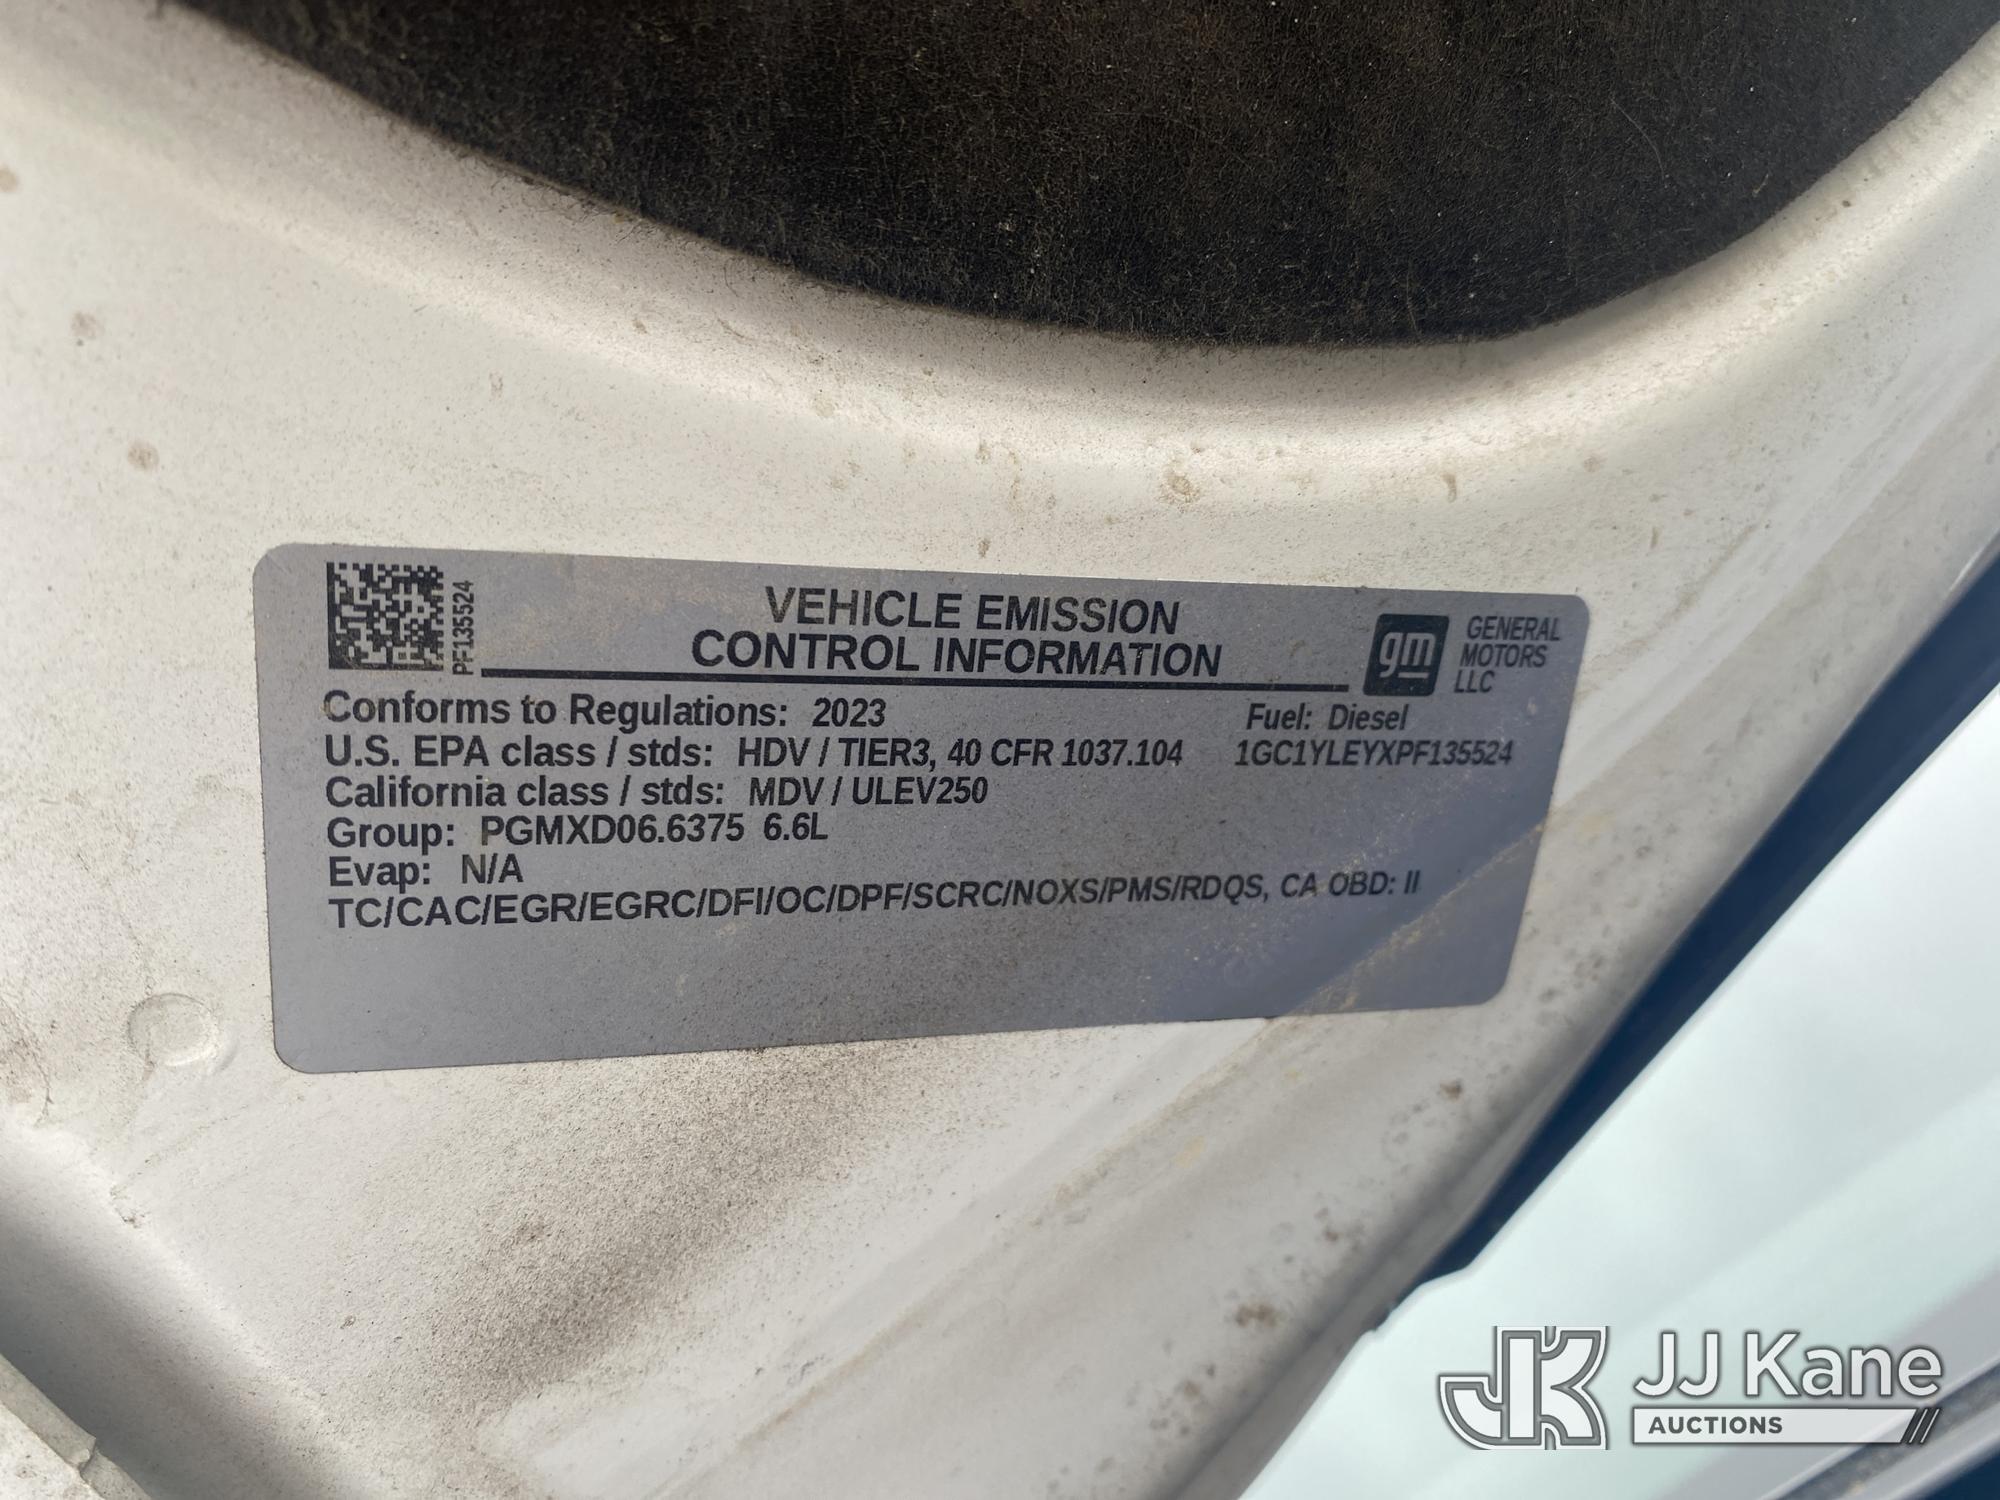 PF135524
VEHICLE EMISSION
CONTROL INFORMATION
gm
GENERAL
MOTORS
LLC
Conforms to Regulations: 2023
Fuel: Diesel
U.S. EPA class / stds: HDV / TIER3, 40 CFR 1037.104
1GC1YLEYXPF135524
California class / stds: MDV / ULEV250
Group: PGMXD06.6375 6.6L
Evap: N/A
TC/CAC/EGR/EGRC/DFI/OC/DPF/SCRC/NOXS/PMS/RDQS, CA OBD: II
JK JJ Kane
AUCTIONS